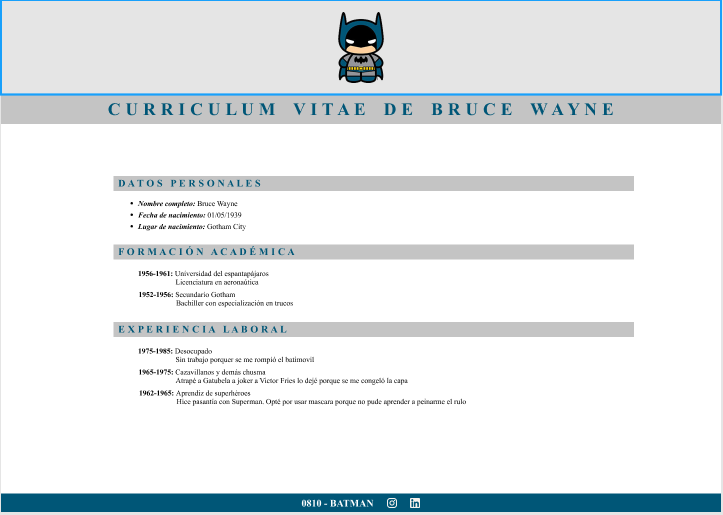 CURRICULUM VITAE DE BRUCE WAYNE
DATOS PERSONALES
Nombre completo: Bruce Wayne
Fecha de nacimiento: 01/05/1939
Lugar de nacimiento: Gotham City
FORMACIÓN ACADÉMICA
1956-1961: Universidad del espantapájaros
Licenciatura en aeronaútica
1952-1956: Secundario Gotham
Bachiller con especialización en trucos
EXPERIENCIA LABORAL
1975-1985: Desocupado
Sin trabajo porquer se me rompió el batimovil
1965-1975: Cazavillanos y demás chusma
Atrapé a Gatubela a joker a Victor Fries lo dejé porque se me congeló la capa
1962-1965: Aprendiz de superhéroes
Hice pasantía con Superman. Opté por usar mascara porque no pude aprender a peinarme el rulo
0810 - BATMAN